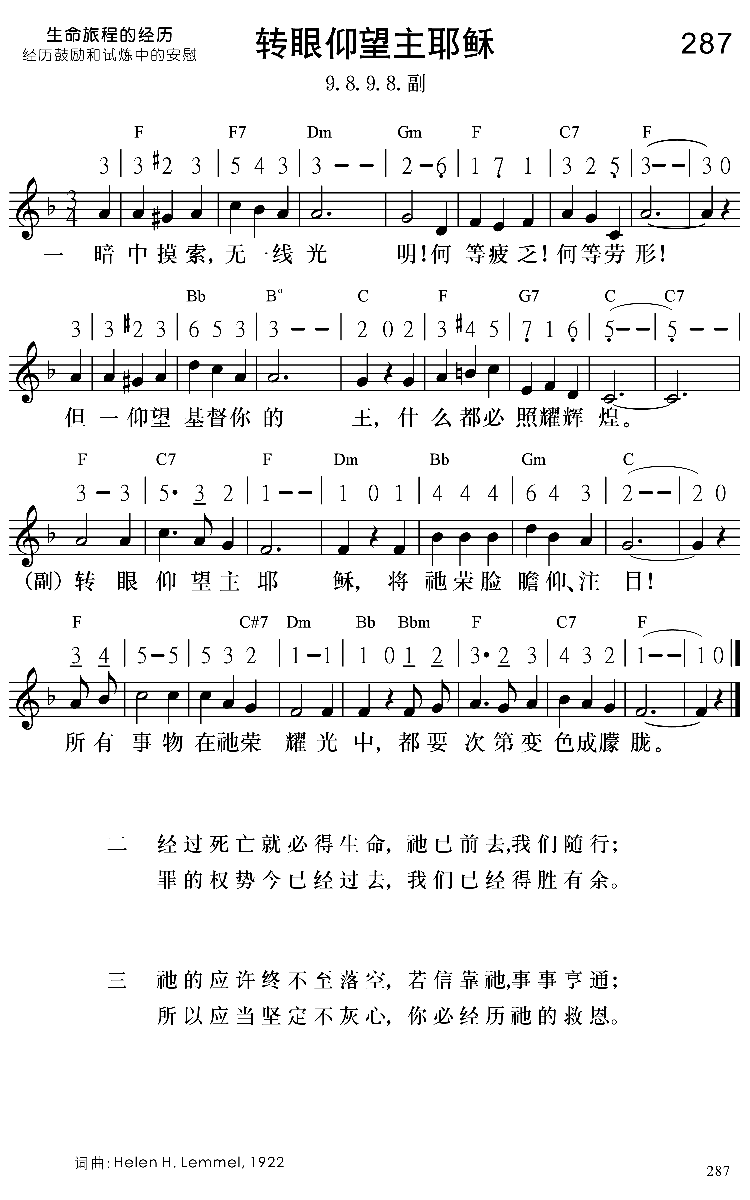 生命旅程的经历
经历鼓励和试炼中的安慰
转眼仰望主耶稣
287
9.8.9.8.副
F F7 Dm Gm F C7 F
3 | 3 #2 3 | 5 4 3 | 3 - - | 2 - 6̣ | 1 7̣ 1 | 3 2 5̣ | 3 - - | 3 0
3/4
一 暗中摸索,无一线光 明!何等疲乏!何等劳形!
Bb B° C F G7 C C7
3 | 3 #2 3 | 6 5 3 | 3 - - | 2 0 2 | 3 #4 5 | 7̣ 1 6̣ | 5̣ - - | 5̣ - -
但一仰望基督你的 王,什么都必照耀辉煌。
F C7 F Dm Bb Gm C
3 - 3 | 5· 3 2 | 1 - - | 1 0 1 | 4 4 4 | 6 4 3 | 2 - - | 2 0
(副)转眼仰望主耶 稣,将祂荣脸瞻仰、注目!
F C#7 Dm Bb Bbm F C7 F
3 4 | 5 - 5 | 5 3 2 | 1 - 1 | 1 0 1 2 | 3· 2 3 | 4 3 2 | 1 - - | 1 0
所有事物在祂荣耀光中,都要次第变色成朦胧。
二 经过死亡就必得生命,祂已前去,我们随行;
罪的权势今已经过去,我们已经得胜有余。
三 祂的应许终不至落空,若信靠祂,事事亨通;
所以应当坚定不灰心,你必经历祂的救恩。
词曲:Helen H. Lemmel, 1922
287